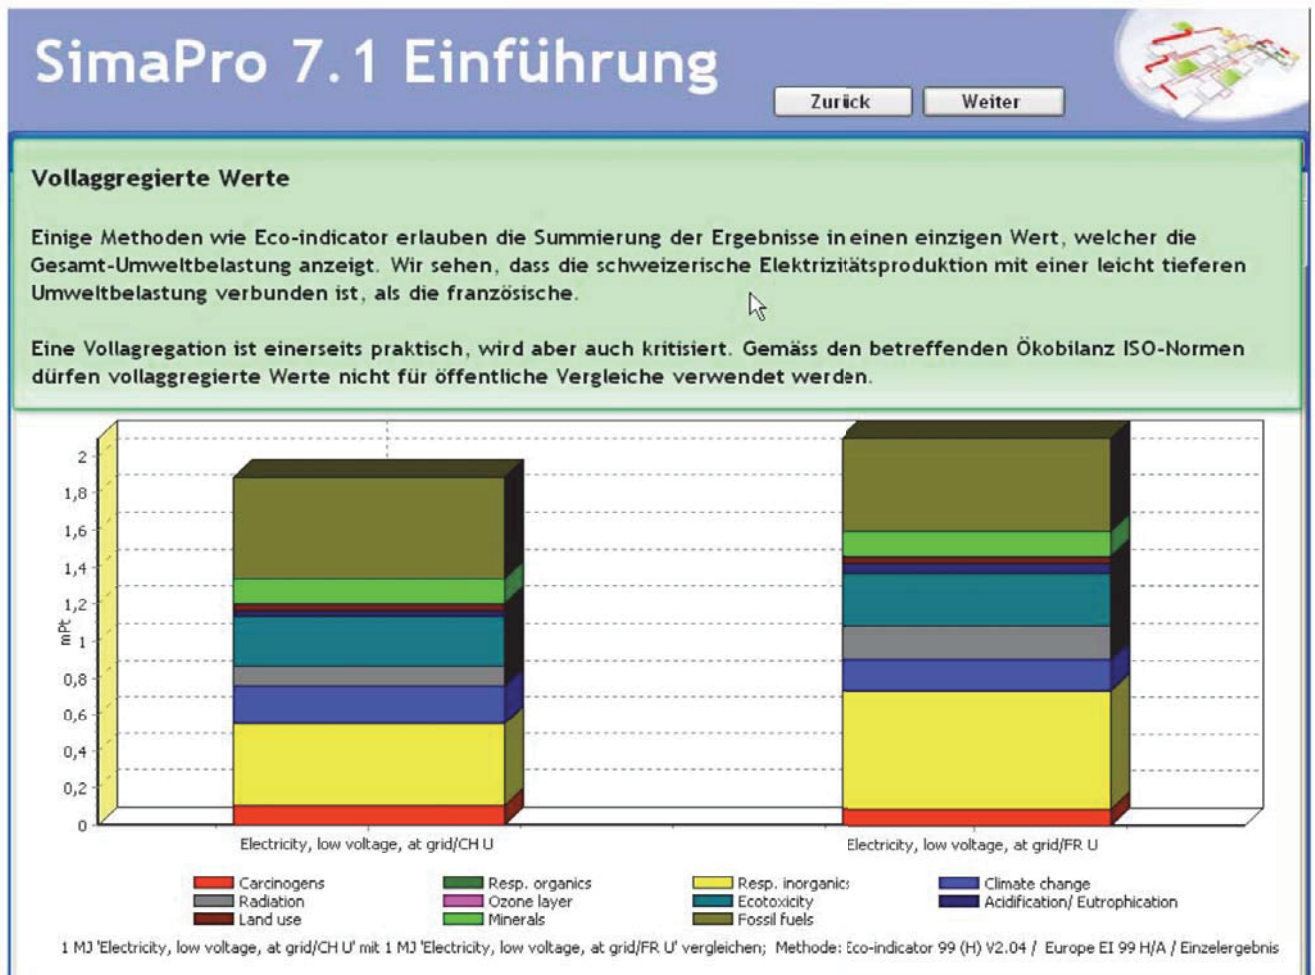 SimaPro 7.1 Einführung
Zurück
Weiter
Vollaggregierte Werte
Einige Methoden wie Eco-indicator erlauben die Summierung der Ergebnisse in einen einzigen Wert, welcher die
Gesamt-Umweltbelastung anzeigt. Wir sehen, dass die schweizerische Elektrizitätsproduktion mit einer leicht tieferen
Umweltbelastung verbunden ist, als die französische.
Eine Vollagregation ist einerseits praktisch, wird aber auch kritisiert. Gemäss den betreffenden Ökobilanz ISO-Normen
dürfen vollaggregierte Werte nicht für öffentliche Vergleiche verwendet werden.
2
1,8
1,6
1,4
1,2
1
0,8
0,6
0,4
0,2
0
mPt
Electricity, low voltage, at grid/CH U
Electricity, low voltage, at grid/FR U
Carcinogens
Resp. organics
Resp. inorganics
Climate change
Radiation
Ozone layer
Ecotoxicity
Acidification/ Eutrophication
Land use
Minerals
Fossil fuels
1 MJ 'Electricity, low voltage, at grid/CH U' mit 1 MJ 'Electricity, low voltage, at grid/FR U' vergleichen; Methode: Eco-indicator 99 (H) V2.04 / Europe EI 99 H/A / Einzelergebnis